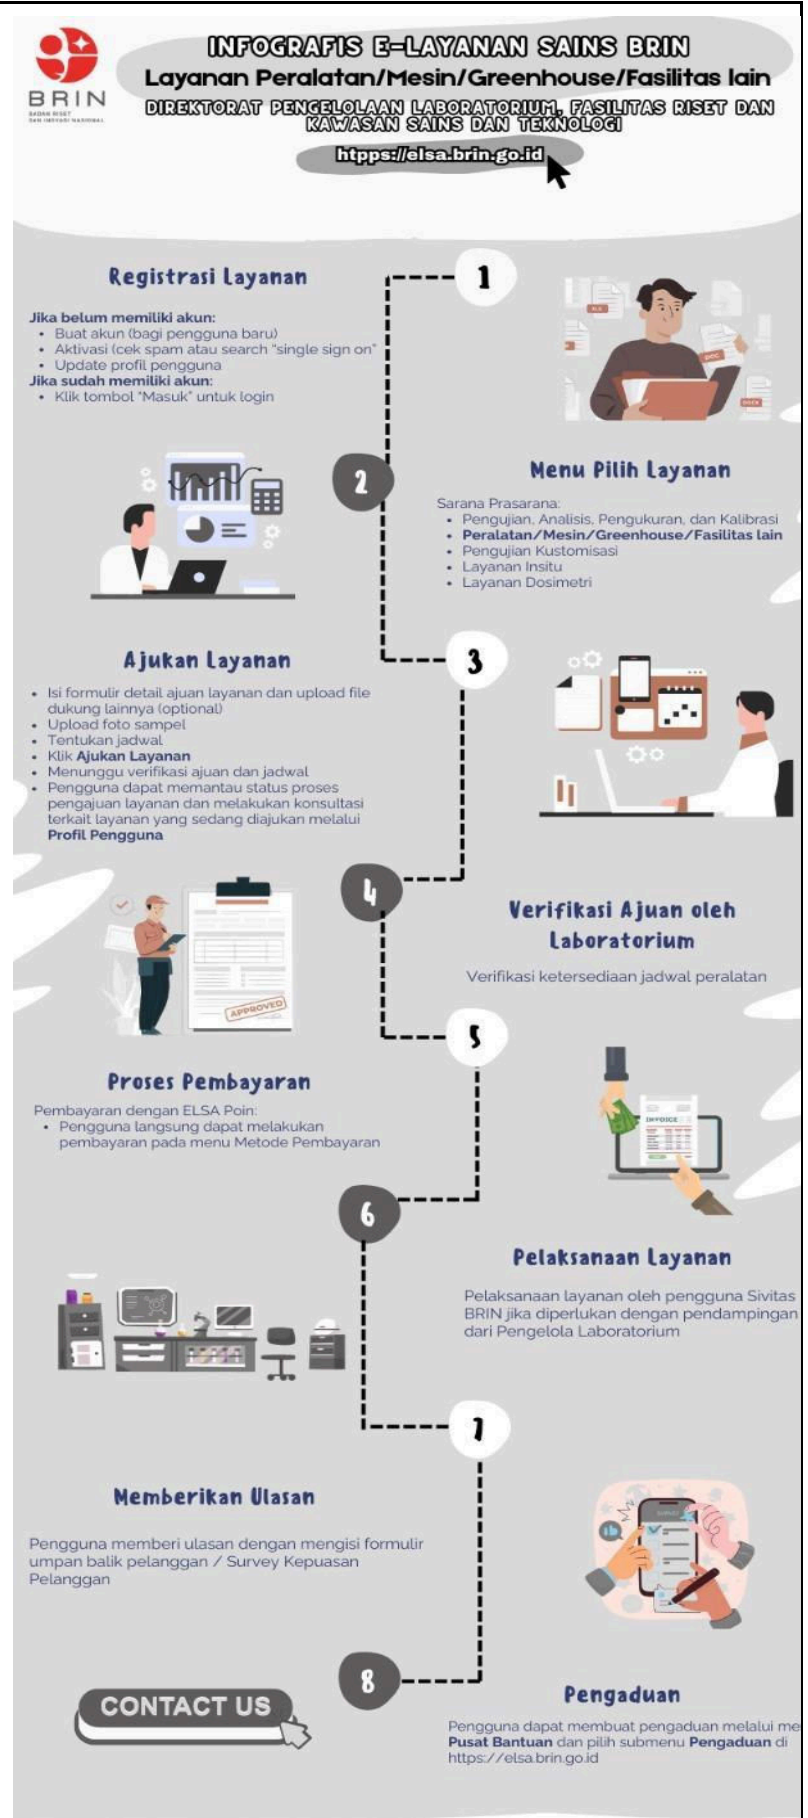 BRIN
BADAN RISET
DAN INOVASI NASIONAL
INFOGRAFIS E-LAYANAN SAINS BRIN
Layanan Peralatan/Mesin/Greenhouse/Fasilitas lain
DIREKTORAT PENGELOLAAN LABORATORIUM, FASILITAS RISET DAN
KAWASAN SAINS DAN TEKNOLOGI
htpps://elsa.brin.go.id
1
Registrasi Layanan
Jika belum memiliki akun:
• Buat akun (bagi pengguna baru)
• Aktivasi (cek spam atau search "single sign on"
• Update profil pengguna
Jika sudah memiliki akun:
• Klik tombol "Masuk" untuk login
2
Menu Pilih Layanan
Sarana Prasarana:
• Pengujian, Analisis, Pengukuran, dan Kalibrasi
• Peralatan/Mesin/Greenhouse/Fasilitas lain
• Pengujian Kustomisasi
• Layanan Insitu
• Layanan Dosimetri
3
Ajukan Layanan
• Isi formulir detail ajuan layanan dan upload file
dukung lainnya (optional)
• Upload foto sampel
• Tentukan jadwal
• Klik Ajukan Layanan
• Menunggu verifikasi ajuan dan jadwal
• Pengguna dapat memantau status proses
pengajuan layanan dan melakukan konsultasi
terkait layanan yang sedang diajukan melalui
Profil Pengguna
4
APPROVED
Verifikasi Ajuan oleh
Laboratorium
Verifikasi ketersediaan jadwal peralatan
5
Proses Pembayaran
Pembayaran dengan ELSA Poin:
• Pengguna langsung dapat melakukan
pembayaran pada menu Metode Pembayaran
INVOICE
6
Pelaksanaan Layanan
Pelaksanaan layanan oleh pengguna Sivitas
BRIN jika diperlukan dengan pendampingan
dari Pengelola Laboratorium
7
Memberikan Ulasan
Pengguna memberi ulasan dengan mengisi formulir
umpan balik pelanggan / Survey Kepuasan
Pelanggan
8
CONTACT US
Pengaduan
Pengguna dapat membuat pengaduan melalui me
Pusat Bantuan dan pilih submenu Pengaduan di
https://elsa.brin.go.id